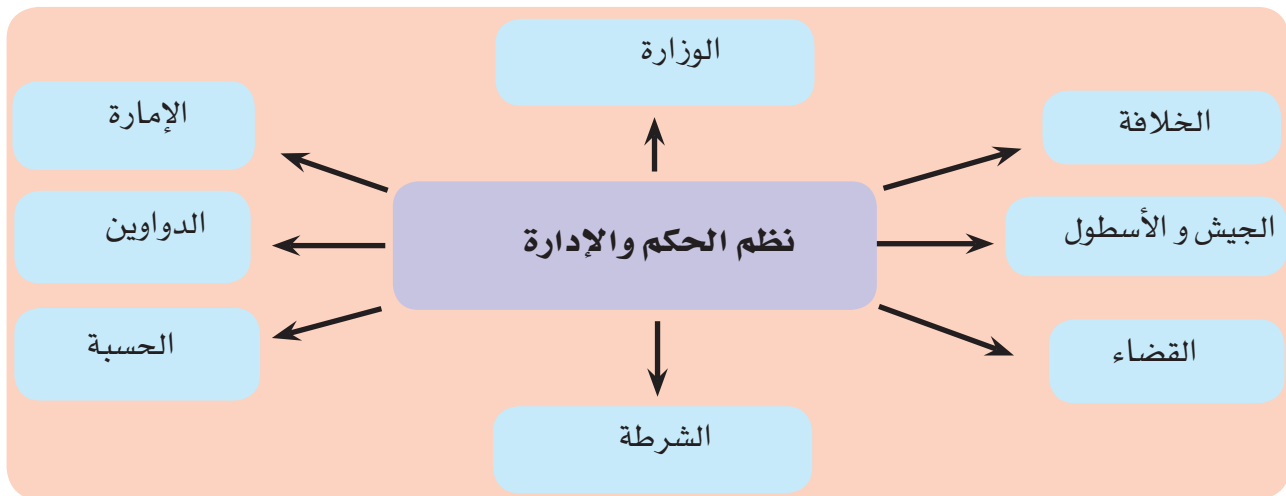 الوزارة
الخلافة
الإمارة
الجيش و الأسطول
نظم الحكم والإدارة
الدواوين
القضاء
الحسبة
الشرطة